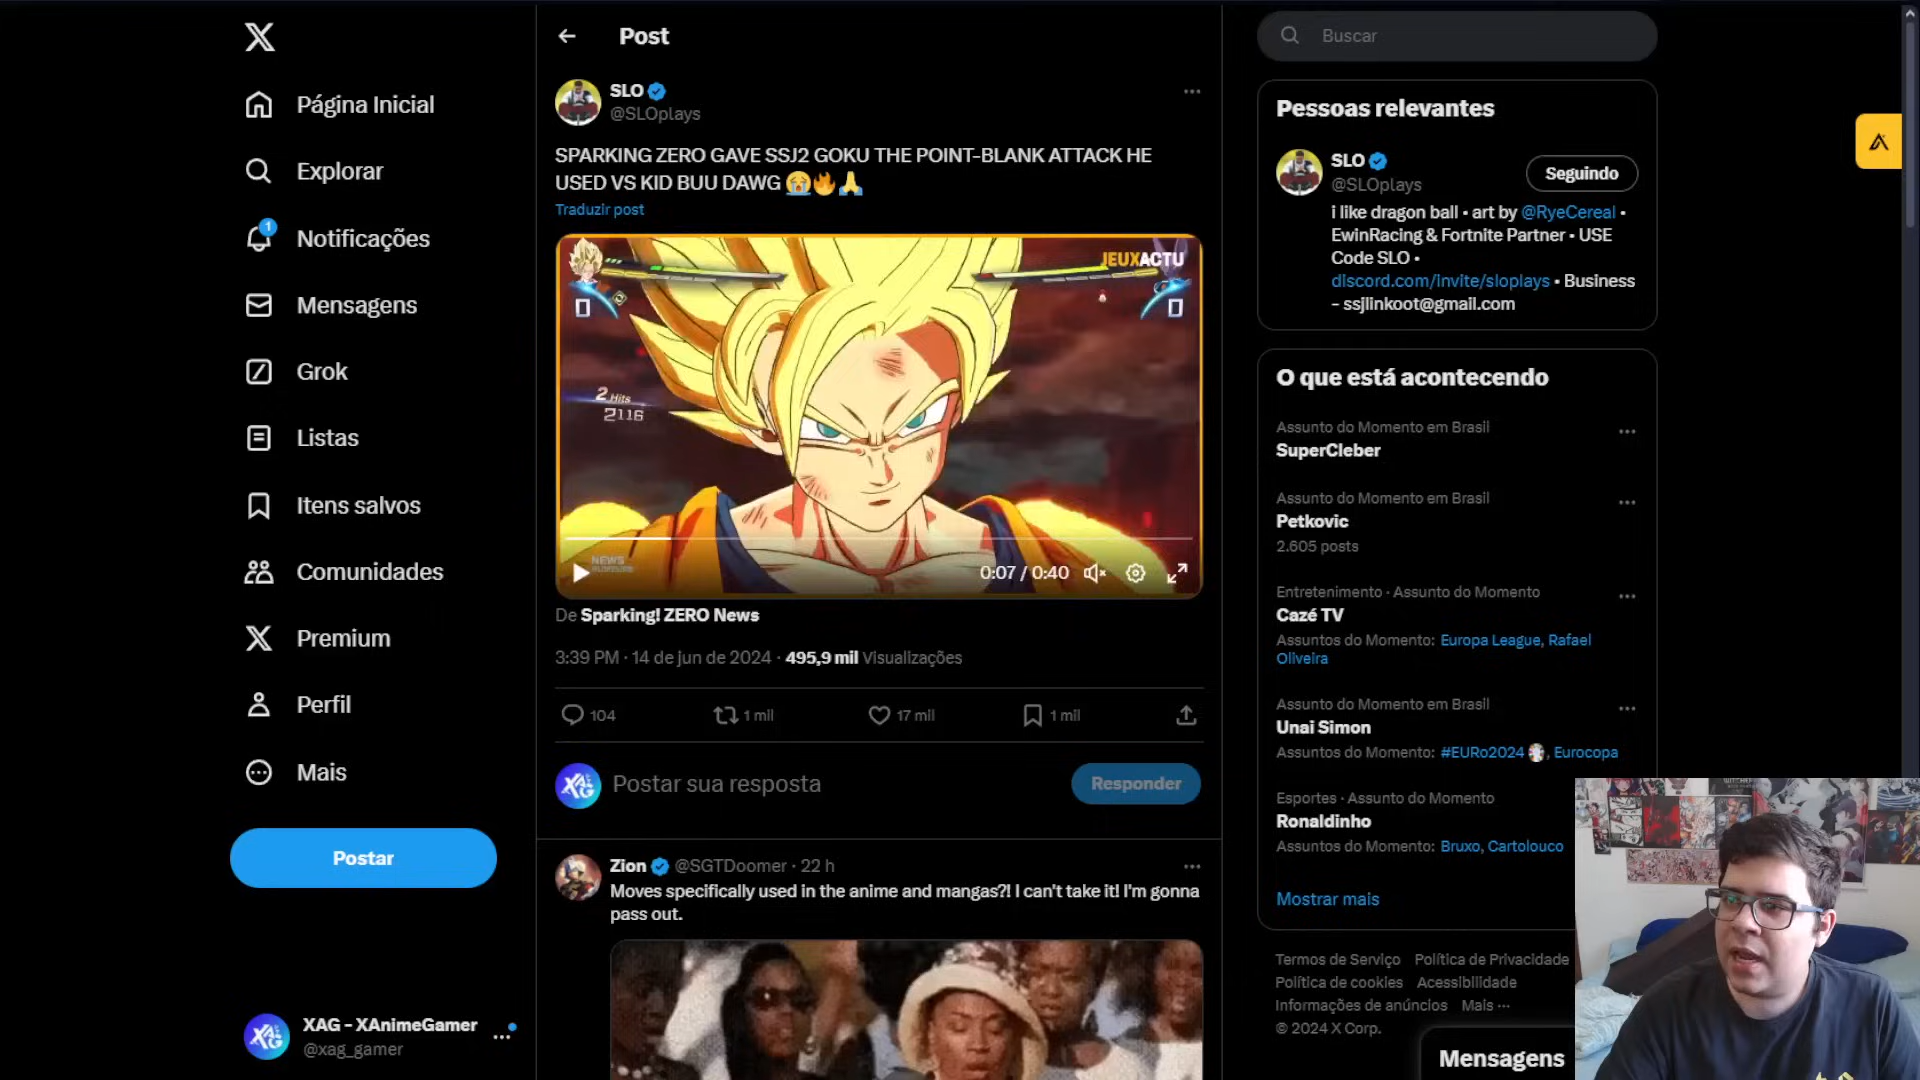 Página Inicial
Explorar
1
Notificações
Mensagens
Grok
Listas
Itens salvos
Comunidades
Premium
Perfil
Mais
Postar
XAG - XAnimeGamer
@xag_gamer
Post
SLO
@SLOplays
SPARKING ZERO GAVE SSJ2 GOKU THE POINT-BLANK ATTACK HE
USED VS KID BUU DAWG 😭🔥🙏
Traduzir post
JEUXACTU
0
0
2 Hits
2116
NEWS
0:07 / 0:40
De Sparking! ZERO News
3:39 PM · 14 de jun de 2024 · 495,9 mil Visualizações
104
1 mil
17 mil
1 mil
XAG
Postar sua resposta
Responder
Zion @SGTDoomer · 22 h
Moves specifically used in the anime and mangas?! I can't take it! I'm gonna
pass out.
Buscar
Pessoas relevantes
SLO
@SLOplays
Seguindo
i like dragon ball • art by @RyeCereal •
EwinRacing & Fortnite Partner • USE
Code SLO •
discord.com/invite/sloplays • Business
- ssjlinkoot@gmail.com
O que está acontecendo
Assunto do Momento em Brasil
SuperCleber
Assunto do Momento em Brasil
Petkovic
2.605 posts
Entretenimento · Assunto do Momento
Cazé TV
Assuntos do Momento: Europa League, Rafael
Oliveira
Assunto do Momento em Brasil
Unai Simon
Assuntos do Momento: #EURo2024, Eurocopa
Esportes · Assunto do Momento
Ronaldinho
Assuntos do Momento: Bruxo, Cartolouco
Mostrar mais
Termos de Serviço Política de Privacidade
Política de cookies Acessibilidade
Informações de anúncios Mais ···
© 2024 X Corp.
Mensagens